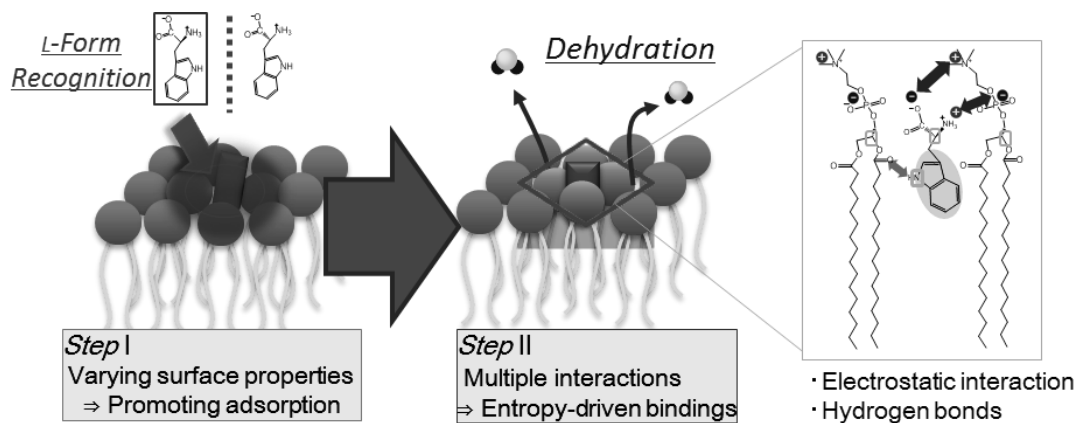 L-Form
Recognition
Dehydration
Step I
Varying surface properties
⇒ Promoting adsorption
Step II
Multiple interactions
⇒ Entropy-driven bindings
· Electrostatic interaction
· Hydrogen bonds